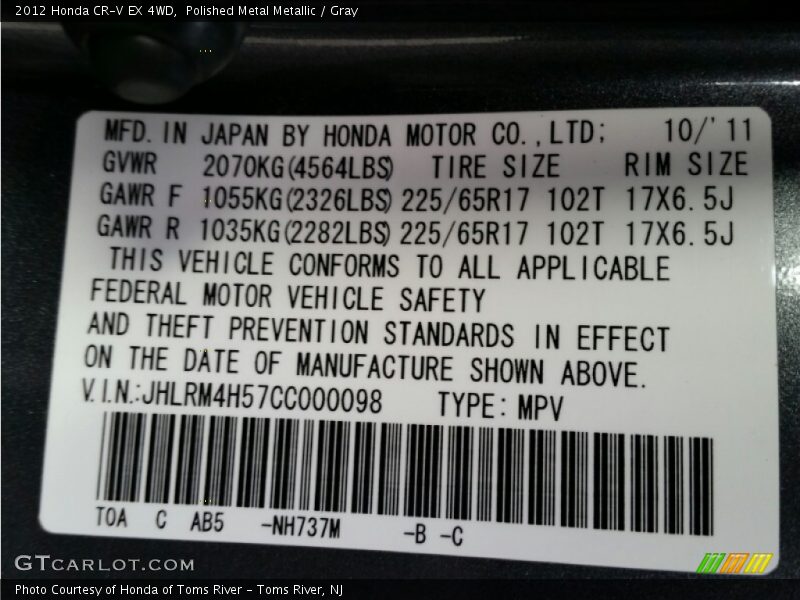 2012 Honda CR-V EX 4WD, Polished Metal Metallic / Gray
MFD. IN JAPAN BY HONDA MOTOR CO.,LTD; 10/'11
GVWR 2070KG(4564LBS) TIRE SIZE RIM SIZE
GAWR F 1055KG(2326LBS) 225/65R17 102T 17X6.5J
GAWR R 1035KG(2282LBS) 225/65R17 102T 17X6.5J
THIS VEHICLE CONFORMS TO ALL APPLICABLE
FEDERAL MOTOR VEHICLE SAFETY
AND THEFT PREVENTION STANDARDS IN EFFECT
ON THE DATE OF MANUFACTURE SHOWN ABOVE.
V.I.N.:JHLRM4H57CC000098 TYPE: MPV
TOA C AB5 -NH737M -B -C
GTCARLOT.COM
Photo Courtesy of Honda of Toms River - Toms River, NJ